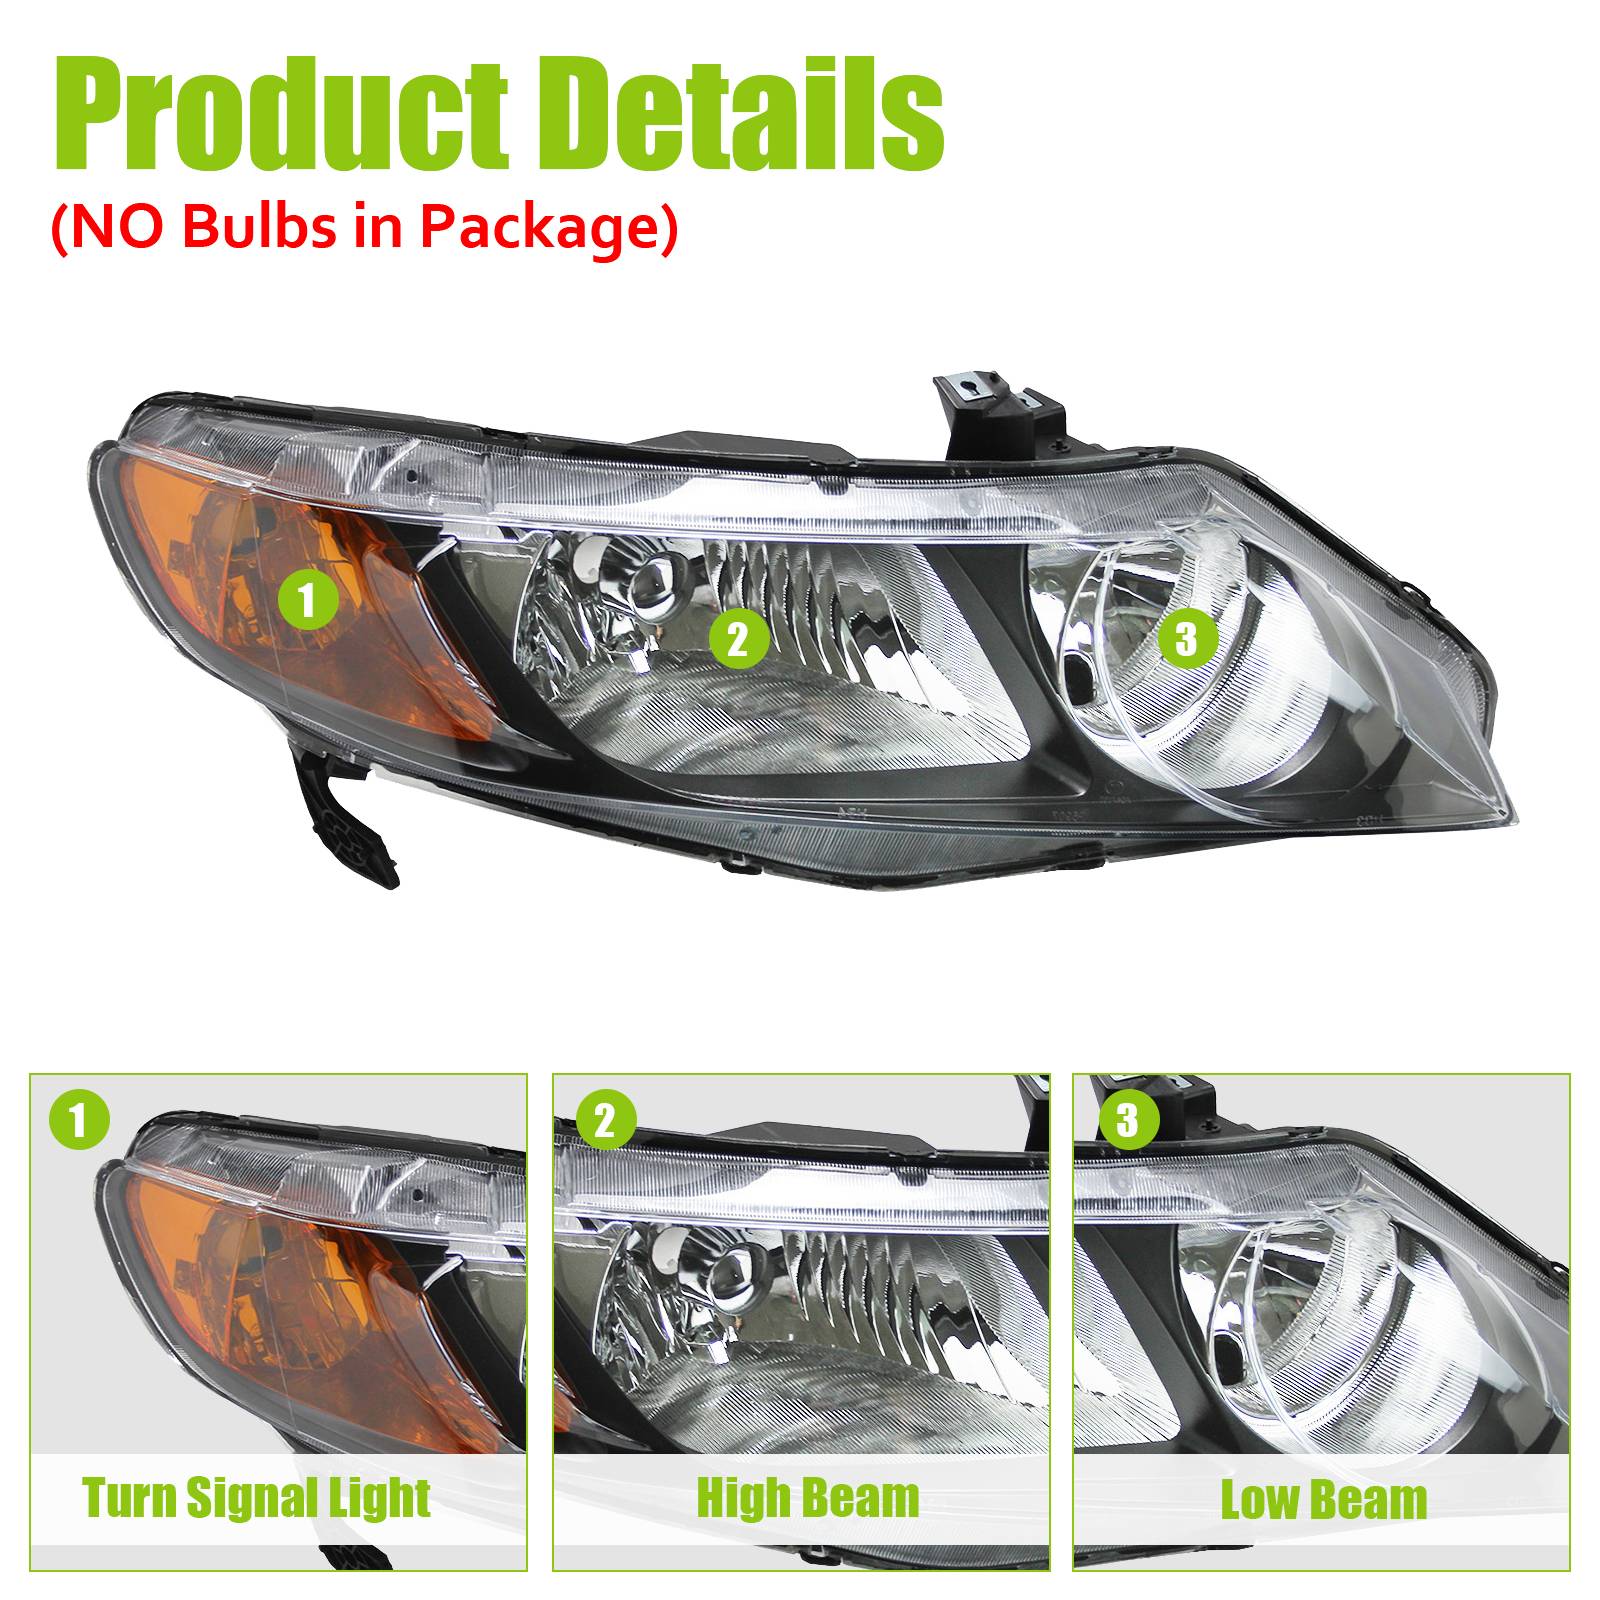 Product Details
(NO Bulbs in Package)
1
2
3
1
2
3
Turn Signal Light
High Beam
Low Beam